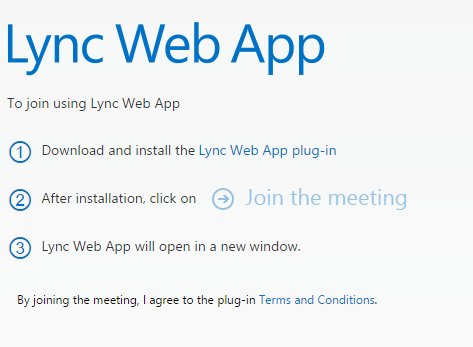 Lync Web App
To join using Lync Web App
1 Download and install the Lync Web App plug-in
2 After installation, click on Join the meeting
3 Lync Web App will open in a new window.
By joining the meeting, I agree to the plug-in Terms and Conditions.